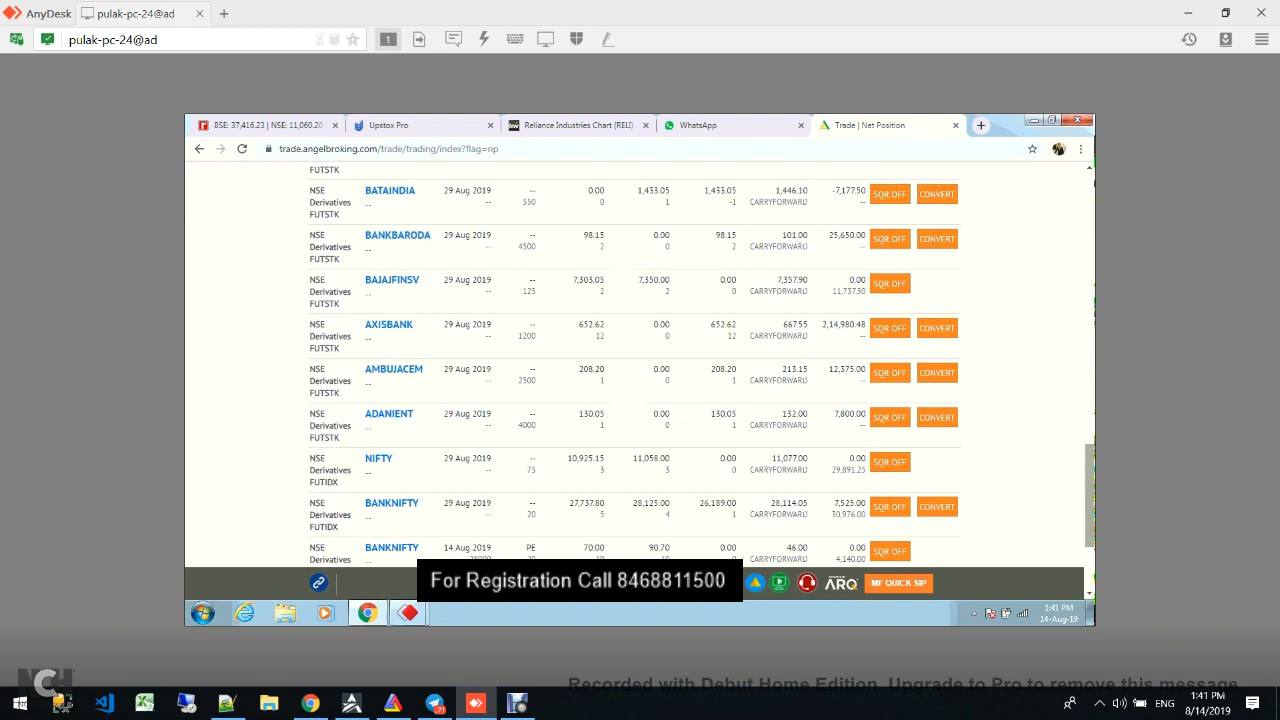 AnyDesk
pulak-pc-24@ad
pulak-pc-24@ad
1
BSE: 37,416.23 | NSE: 11,060.20
Upstox Pro
Reliance Industries Chart (RELI)
WhatsApp
Trade | Net Position
trade.angelbroking.com/trade/trading/index?flag=np
FUTSTK
NSE BATAINDIA 29 Aug 2019 -- 0.00 1,433.05 1,433.05 1,446.10 -7,177.50 SQR OFF CONVERT
Derivatives -- -- 550 0 1 -1 CARRYFORWARD --
FUTSTK
NSE BANKBARODA 29 Aug 2019 -- 98.15 0.00 98.15 101.00 25,650.00 SQR OFF CONVERT
Derivatives -- -- 4500 2 0 2 CARRYFORWARD --
FUTSTK
NSE BAJAJFINSV 29 Aug 2019 -- 7,303.05 7,350.00 0.00 7,357.90 0.00 SQR OFF
Derivatives -- -- 125 2 2 0 CARRYFORWARD 11,737.50
FUTSTK
NSE AXISBANK 29 Aug 2019 -- 652.62 0.00 652.62 667.55 2,14,980.48 SQR OFF CONVERT
Derivatives -- -- 1200 12 0 12 CARRYFORWARD --
FUTSTK
NSE AMBUJACEM 29 Aug 2019 -- 208.20 0.00 208.20 213.15 12,375.00 SQR OFF CONVERT
Derivatives -- -- 2500 1 0 1 CARRYFORWARD --
FUTSTK
NSE ADANIENT 29 Aug 2019 -- 130.05 0.00 130.05 132.00 7,800.00 SQR OFF CONVERT
Derivatives -- -- 4000 1 0 1 CARRYFORWARD --
FUTSTK
NSE NIFTY 29 Aug 2019 -- 10,925.15 11,058.00 0.00 11,077.00 0.00 SQR OFF
Derivatives -- -- 75 3 3 0 CARRYFORWARD 29,891.25
FUTIDX
NSE BANKNIFTY 29 Aug 2019 -- 27,737.80 28,125.00 26,189.00 28,114.05 7,525.00 SQR OFF CONVERT
Derivatives -- -- 20 5 4 1 CARRYFORWARD 30,976.00
FUTIDX
NSE BANKNIFTY 14 Aug 2019 PE 70.00 90.70 0.00 46.00 0.00 SQR OFF
Derivatives -- CARRYFORWARD 4,140.00
For Registration Call 8468811500
ARQ
MF QUICK SIP
1:41 PM
14-Aug-19
NCH
Recorded with Debut Home Edition. Upgrade to Pro to remove this message
ENG
1:41 PM
8/14/2019